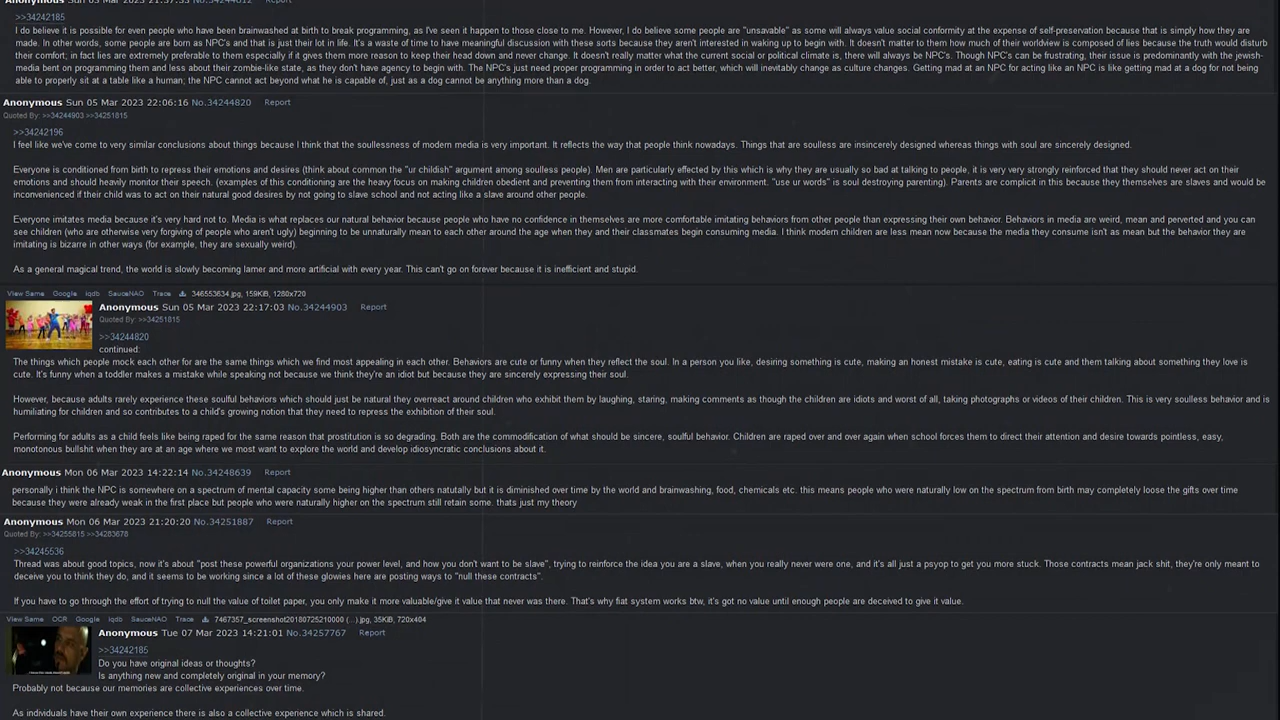 Anonymous Sun 05 Mar 2023 21:37:33 No.34244612 Report
>>34242185
I do believe it is possible for even people who have been brainwashed at birth to break programming, as I've seen it happen to those close to me. However, I do believe some people are "unsavable" as some will always value social conformity at the expense of self-preservation because that is simply how they are
made. In other words, some people are born as NPC's and that is just their lot in life. It's a waste of time to have meaningful discussion with these sorts because they aren't interested in waking up to begin with. It doesn't matter to them how much of their worldview is composed of lies because the truth would disturb
their comfort; in fact lies are extremely preferable to them especially if it gives them more reason to keep their head down and never change. It doesn't really matter what the current social or political climate is, there will always be NPC's. Though NPC's can be frustrating, their issue is predominantly with the jewish-
media bent on programming them and less about their zombie-like state, as they don't have agency to begin with. The NPC's just need proper programming in order to act better, which will inevitably change as culture changes. Getting mad at an NPC for acting like an NPC is like getting mad at a dog for not being
able to properly sit at a table like a human; the NPC cannot act beyond what he is capable of, just as a dog cannot be anything more than a dog.
Anonymous Sun 05 Mar 2023 22:06:16 No.34244820 Report
Quoted By: >>34244903 >>34251815
>>34242196
I feel like we've come to very similar conclusions about things because I think that the soullessness of modern media is very important. It reflects the way that people think nowadays. Things that are soulless are insincerely designed whereas things with soul are sincerely designed.
Everyone is conditioned from birth to repress their emotions and desires (think about common the "ur childish" argument among soulless people). Men are particularly effected by this which is why they are usually so bad at talking to people, it is very very strongly reinforced that they should never act on their
emotions and should heavily monitor their speech. (examples of this conditioning are the heavy focus on making children obedient and preventing them from interacting with their environment. "use ur words" is soul destroying parenting). Parents are complicit in this because they themselves are slaves and would be
inconvenienced if their child was to act on their natural good desires by not going to slave school and not acting like a slave around other people.
Everyone imitates media because it's very hard not to. Media is what replaces our natural behavior because people who have no confidence in themselves are more comfortable imitating behaviors from other people than expressing their own behavior. Behaviors in media are weird, mean and perverted and you can
see children (who are otherwise very forgiving of people who aren't ugly) beginning to be unnaturally mean to each other around the age when they and their classmates begin consuming media. I think modern children are less mean now because the media they consume isn't as mean but the behavior they are
imitating is bizarre in other ways (for example, they are sexually weird).
As a general magical trend, the world is slowly becoming lamer and more artificial with every year. This can't go on forever because it is inefficient and stupid.
View Same Google iqdb SauceNAO Trace 346553634.jpg, 159KiB, 1280x720
Anonymous Sun 05 Mar 2023 22:17:03 No.34244903 Report
Quoted By: >>34251815
>>34244820
continued:
The things which people mock each other for are the same things which we find most appealing in each other. Behaviors are cute or funny when they reflect the soul. In a person you like, desiring something is cute, making an honest mistake is cute, eating is cute and them talking about something they love is
cute. It's funny when a toddler makes a mistake while speaking not because we think they're an idiot but because they are sincerely expressing their soul.
However, because adults rarely experience these soulful behaviors which should just be natural they overreact around children who exhibit them by laughing, staring, making comments as though the children are idiots and worst of all, taking photographs or videos of their children. This is very soulless behavior and is
humiliating for children and so contributes to a child's growing notion that they need to repress the exhibition of their soul.
Performing for adults as a child feels like being raped for the same reason that prostitution is so degrading. Both are the commodification of what should be sincere, soulful behavior. Children are raped over and over again when school forces them to direct their attention and desire towards pointless, easy,
monotonous bullshit when they are at an age where we most want to explore the world and develop idiosyncratic conclusions about it.
Anonymous Mon 06 Mar 2023 14:22:14 No.34248639 Report
personally i think the NPC is somewhere on a spectrum of mental capacity some being higher than others natutally but it is diminished over time by the world and brainwashing, food, chemicals etc. this means people who were naturally low on the spectrum from birth may completely loose the gifts over time
because they were already weak in the first place but people who were naturally higher on the spectrum still retain some. thats just my theory
Anonymous Mon 06 Mar 2023 21:20:20 No.34251887 Report
Quoted By: >>34255815 >>34283678
>>34245536
Thread was about good topics, now it's about "post these powerful organizations your power level, and how you don't want to be slave", trying to reinforce the idea you are a slave, when you really never were one, and it's all just a psyop to get you more stuck. Those contracts mean jack shit, they're only meant to
deceive you to think they do, and it seems to be working since a lot of these glowies here are posting ways to "null these contracts".
If you have to go through the effort of trying to null the value of toilet paper, you only make it more valuable/give it value that never was there. That's why fiat system works btw, it's got no value until enough people are deceived to give it value.
View Same OCR Google iqdb SauceNAO Trace 7467357_screenshot20180725210000 (...).jpg, 35KiB, 720x404
Anonymous Tue 07 Mar 2023 14:21:01 No.34257767 Report
>>34242185
Do you have original ideas or thoughts?
Is anything new and completely original in your memory?
Probably not because our memories are collective experiences over time.
As individuals have their own experience there is also a collective experience which is shared.